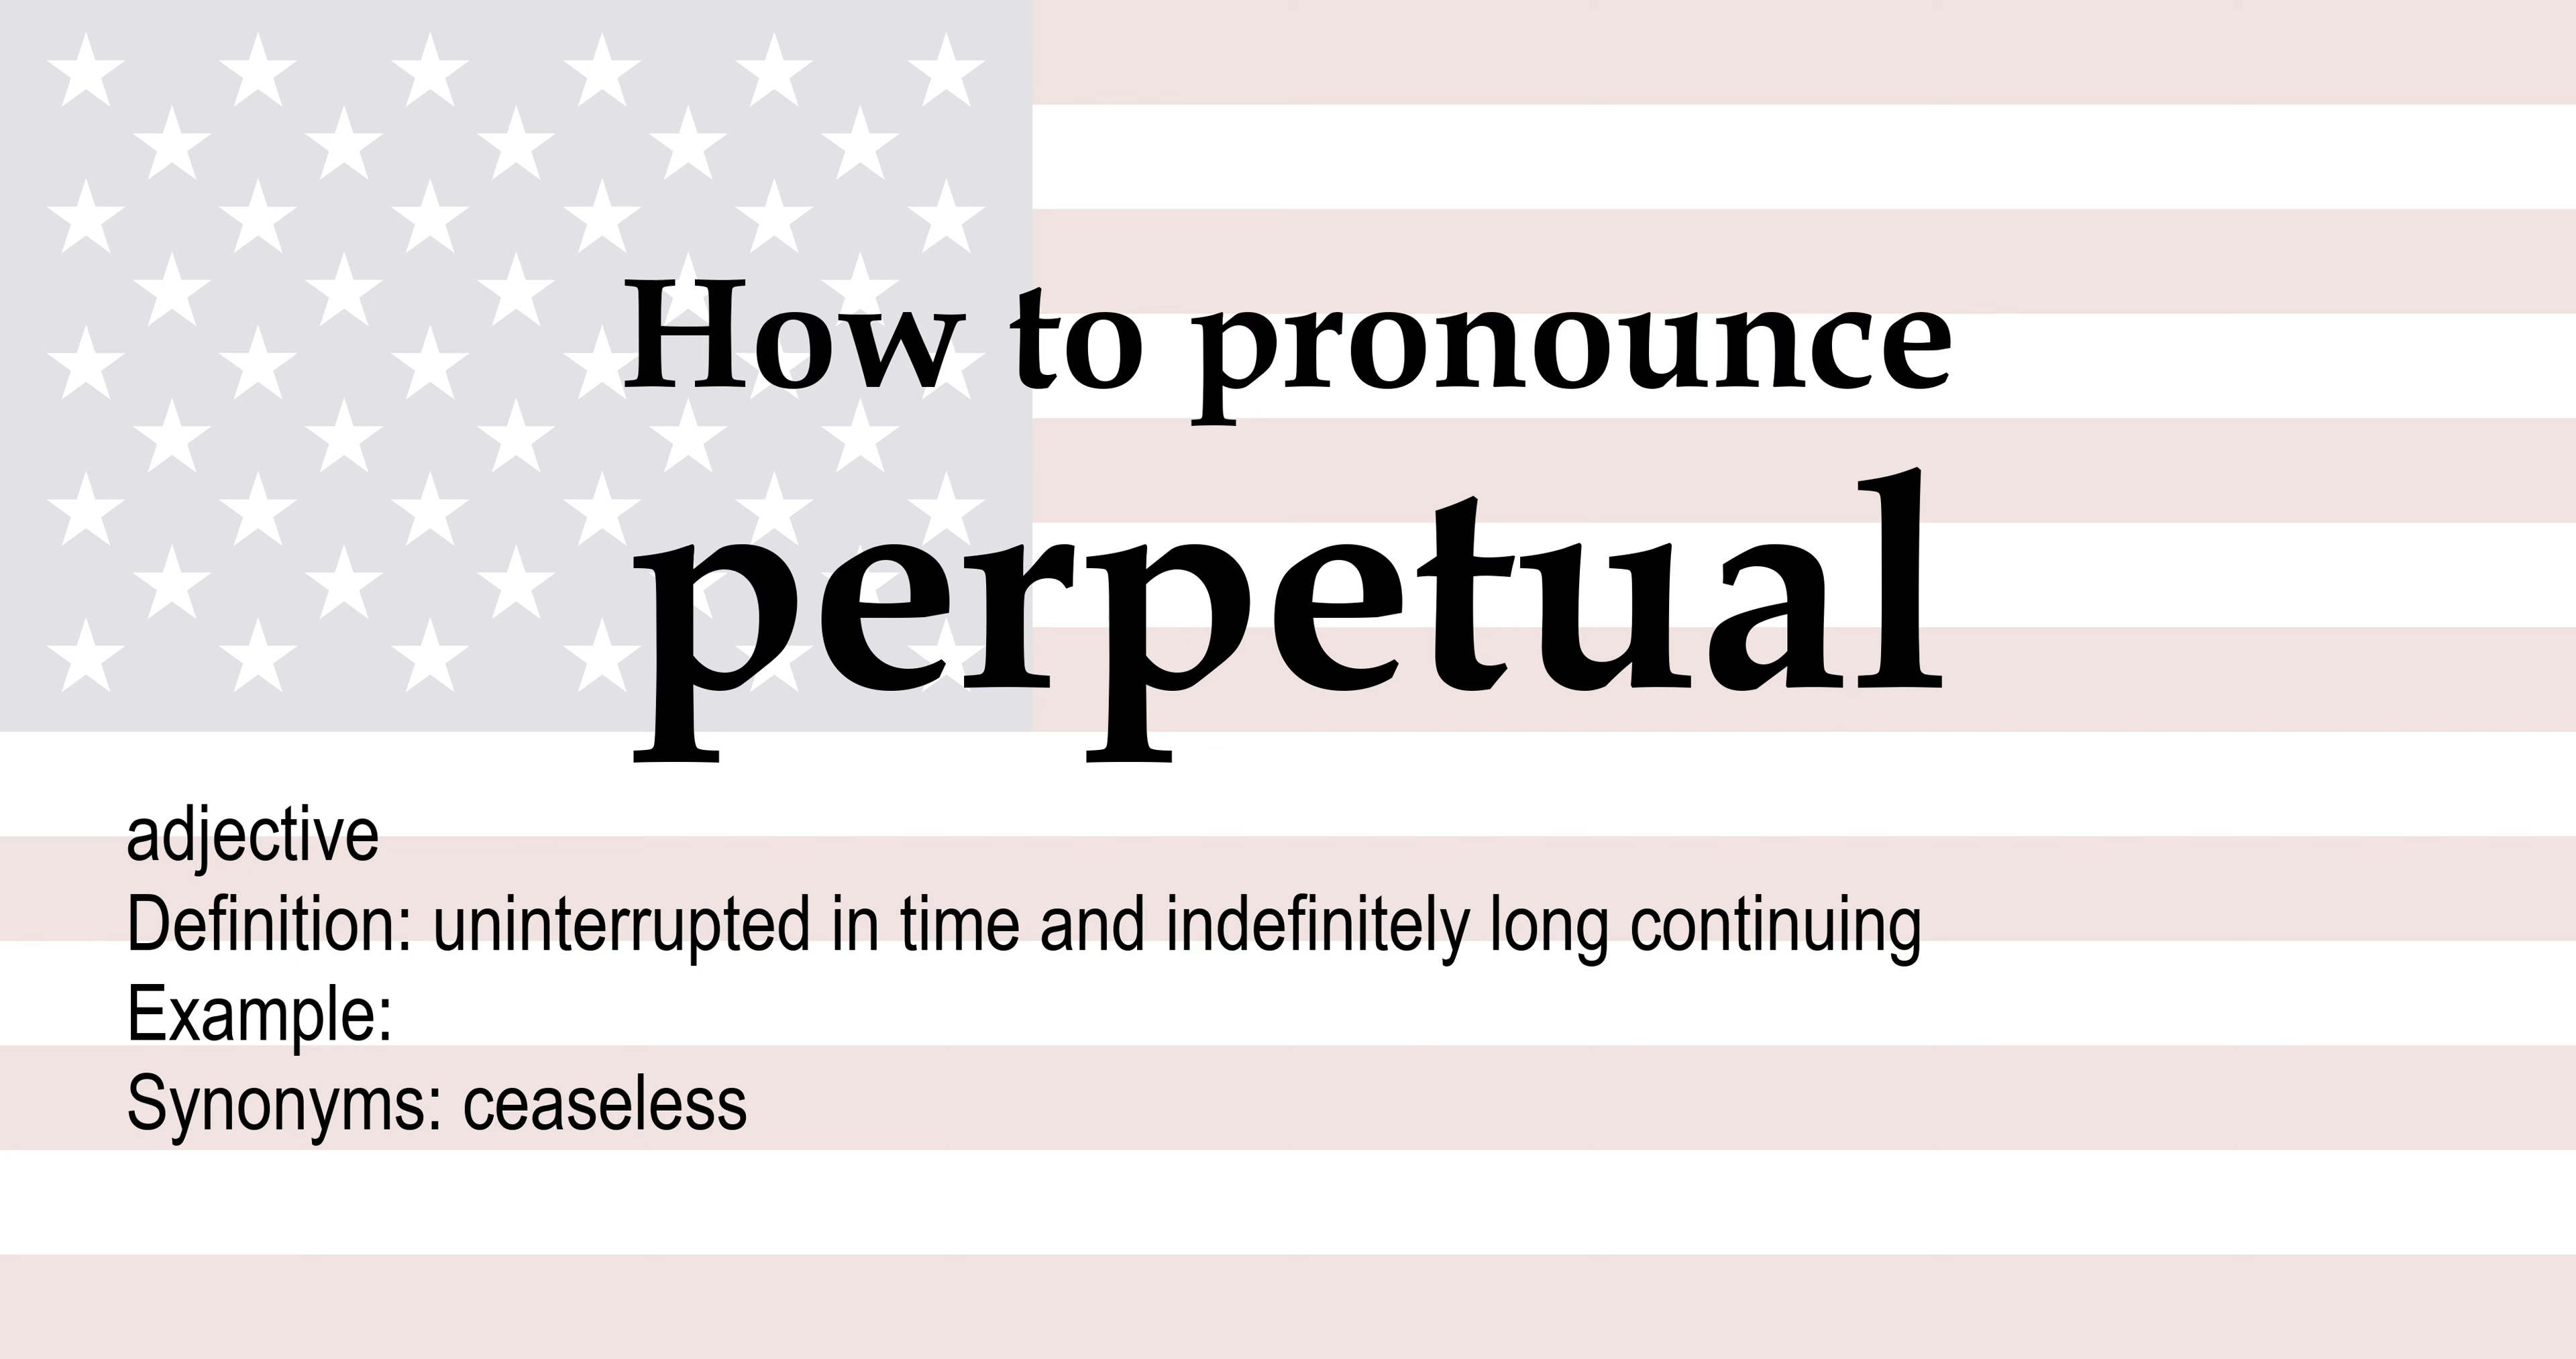 How to pronounce
perpetual
adjective
Definition: uninterrupted in time and indefinitely long continuing
Example:
Synonyms: ceaseless